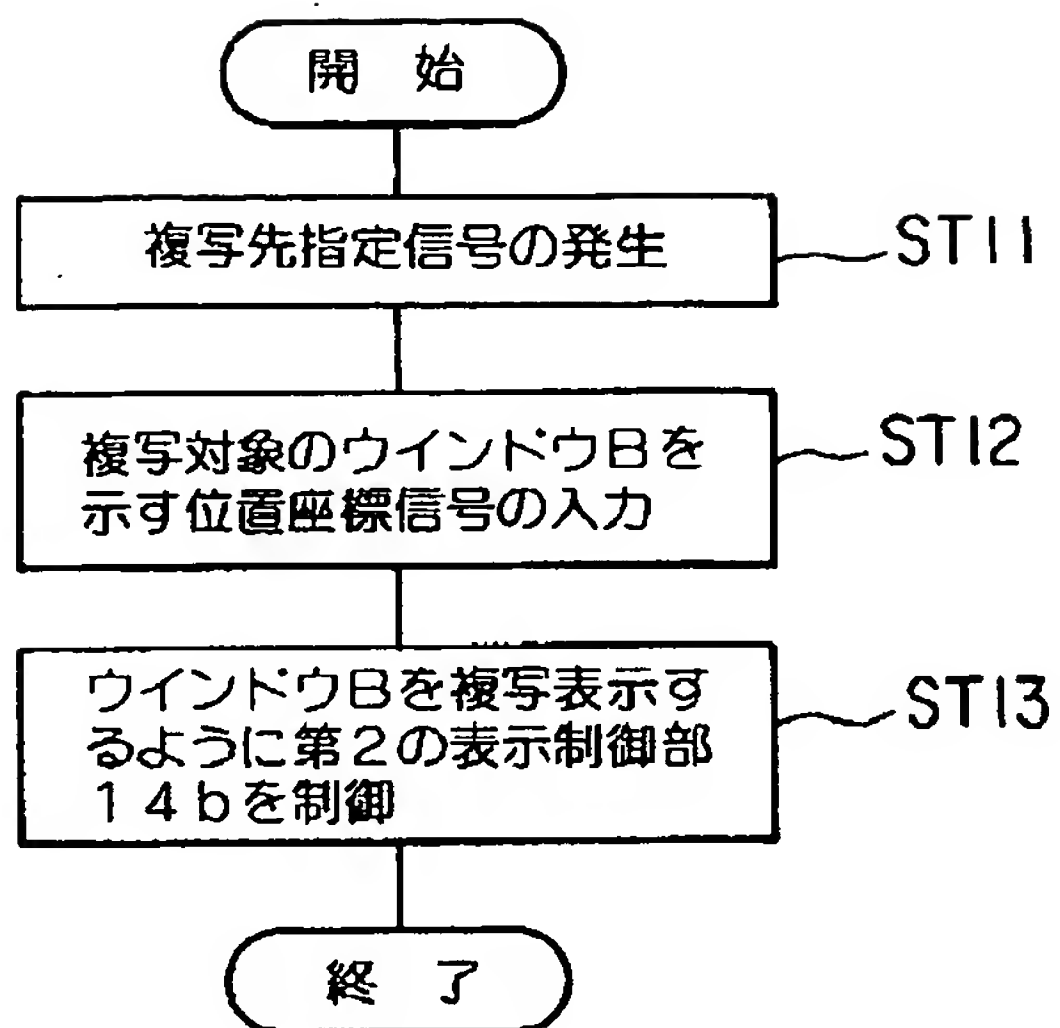 開 始
複写先指定信号の発生
ST11
複写対象のウインドウBを
示す位置座標信号の入力
ST12
ウインドウBを複写表示す
るように第2の表示制御部
14bを制御
ST13
終 了